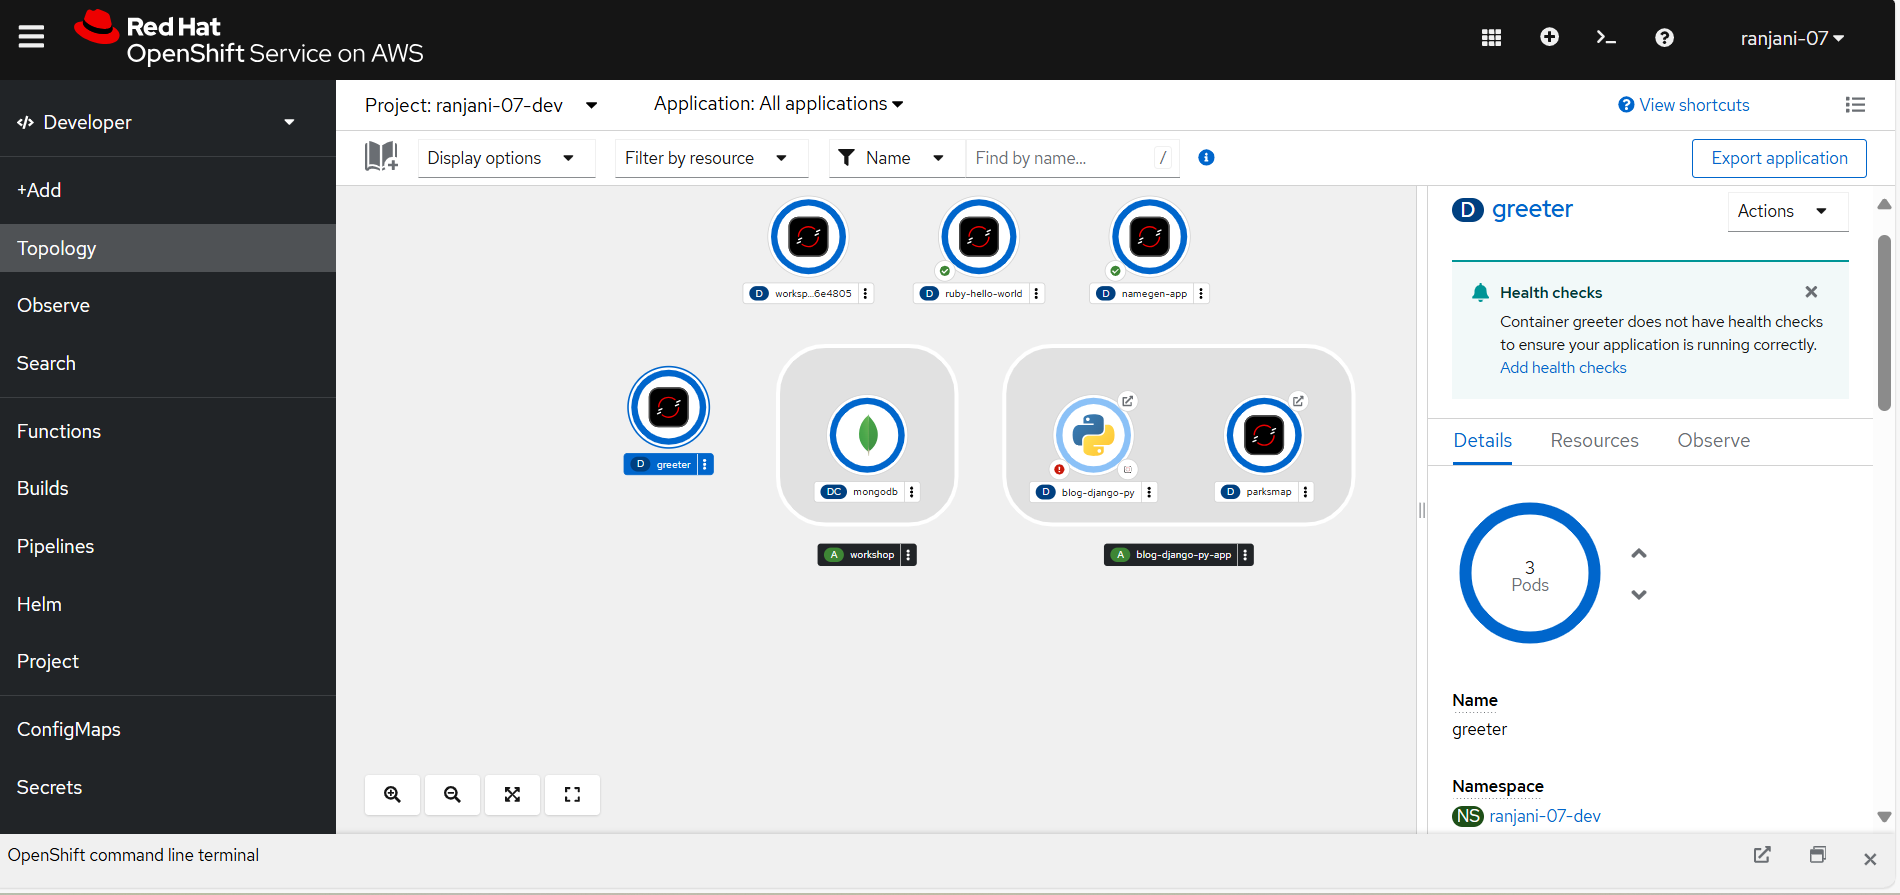 Red Hat
OpenShift Service on AWS
ranjani-07
Developer
+Add
Topology
Observe
Search
Functions
Builds
Pipelines
Helm
Project
ConfigMaps
Secrets
Project: ranjani-07-dev
Application: All applications
View shortcuts
Display options
Filter by resource
Name
Find by name...
/
Export application
D worksp...6e4805
D ruby-hello-world
D namegen-app
D greeter
DC mongodb
D blog-django-py
D parksmap
A workshop
A blog-django-py-app
D greeter
Actions
Health checks
Container greeter does not have health checks
to ensure your application is running correctly.
Add health checks
Details
Resources
Observe
3
Pods
Name
greeter
Namespace
NS ranjani-07-dev
OpenShift command line terminal